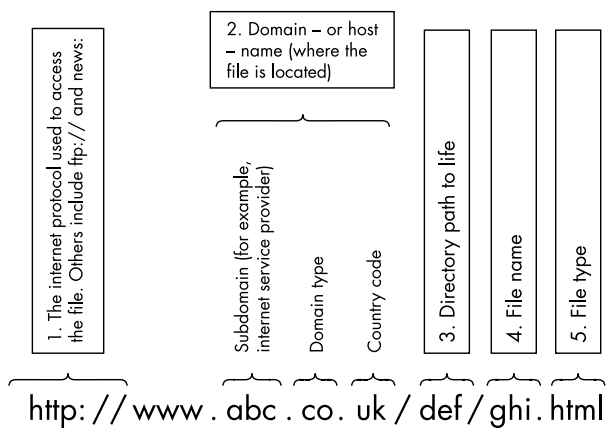 1. The internet protocol used to access
the file. Others include ftp:// and news:
2. Domain – or host
– name (where the
file is located)
Subdomain (for example,
internet service provider)
Domain type
Country code
3. Directory path to life
4. File name
5. File type
http://www.abc.co.uk/def/ghi.html